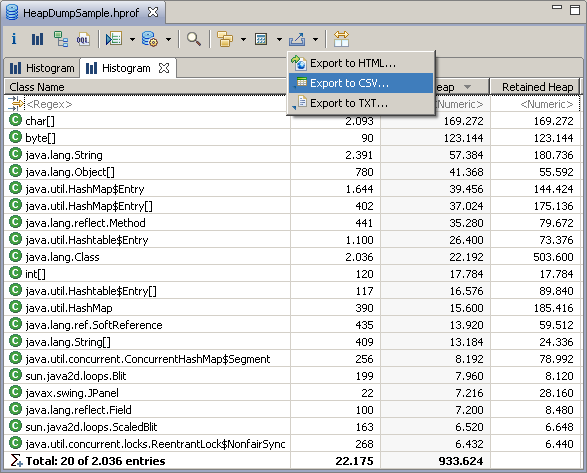 HeapDumpSample.hprof
i
OQL
Histogram Histogram
Export to HTML...
Export to CSV...
Export to TXT...
Class Name eap Retained Heap
<Regex> <Numeric> <Numeric>
char[] 2.093 169.272 169.272
byte[] 90 123.144 123.144
java.lang.String 2.391 57.384 180.736
java.lang.Object[] 780 41.368 55.592
java.util.HashMap$Entry 1.644 39.456 144.424
java.util.HashMap$Entry[] 402 37.024 175.136
java.lang.reflect.Method 441 35.280 79.672
java.util.Hashtable$Entry 1.100 26.400 73.376
java.lang.Class 2.036 22.192 503.600
int[] 120 17.784 17.784
java.util.Hashtable$Entry[] 117 16.576 89.840
java.util.HashMap 390 15.600 185.416
java.lang.ref.SoftReference 435 13.920 59.512
java.lang.String[] 409 13.184 24.336
java.util.concurrent.ConcurrentHashMap$Segment 256 8.192 78.992
sun.java2d.loops.Blit 199 7.960 8.120
javax.swing.JPanel 22 7.216 28.160
java.lang.reflect.Field 100 7.200 8.480
sun.java2d.loops.ScaledBlit 163 6.520 6.648
java.util.concurrent.locks.ReentrantLock$NonfairSync 268 6.432 6.440
Total: 20 of 2.036 entries 22.175 933.624